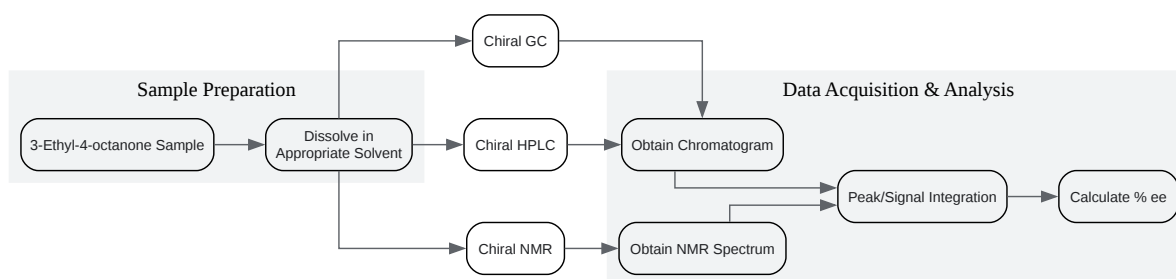 Chiral GC
Sample Preparation
Data Acquisition & Analysis
3-Ethyl-4-octanone Sample
Dissolve in
Appropriate Solvent
Chiral HPLC
Obtain Chromatogram
Peak/Signal Integration
Calculate % ee
Chiral NMR
Obtain NMR Spectrum